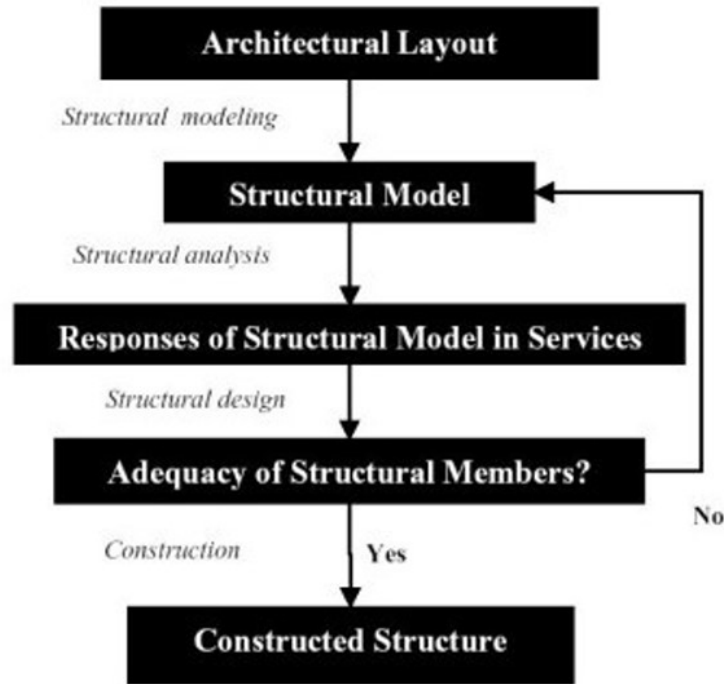 Architectural Layout
Structural modeling
Structural Model
Structural analysis
Responses of Structural Model in Services
Structural design
Adequacy of Structural Members?
No
Construction
Yes
Constructed Structure